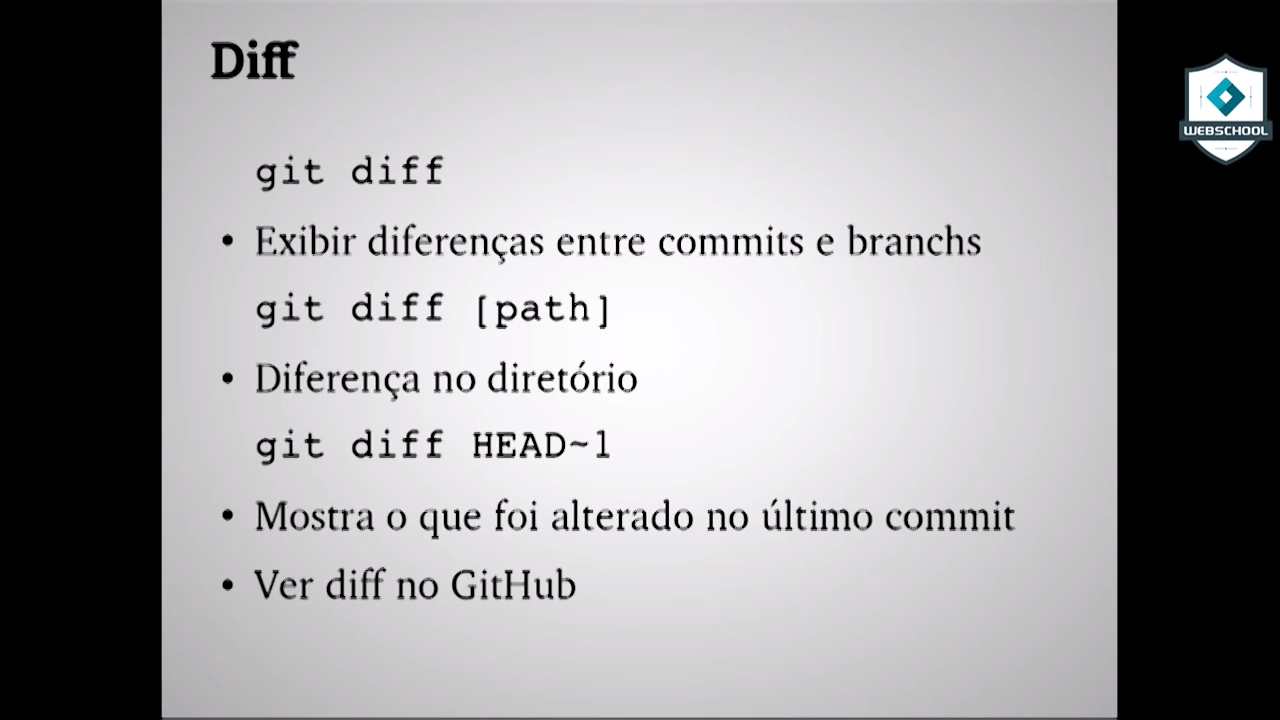 Diff
git diff
• Exibir diferenças entre commits e branchs
git diff [path]
• Diferença no diretório
git diff HEAD~1
• Mostra o que foi alterado no último commit
• Ver diff no GitHub
WEBSCHOOL